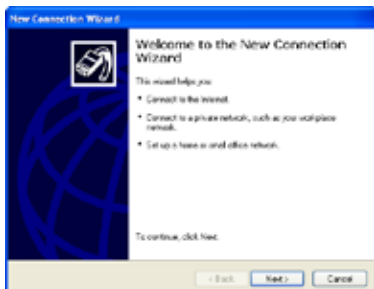 New Connection Wizard
Welcome to the New Connection
Wizard
This wizard helps you:
• Connect to the Internet.
• Connect to a private network, such as your workplace
network.
• Set up a home or small office network.
To continue, click Next.
< Back
Next >
Cancel